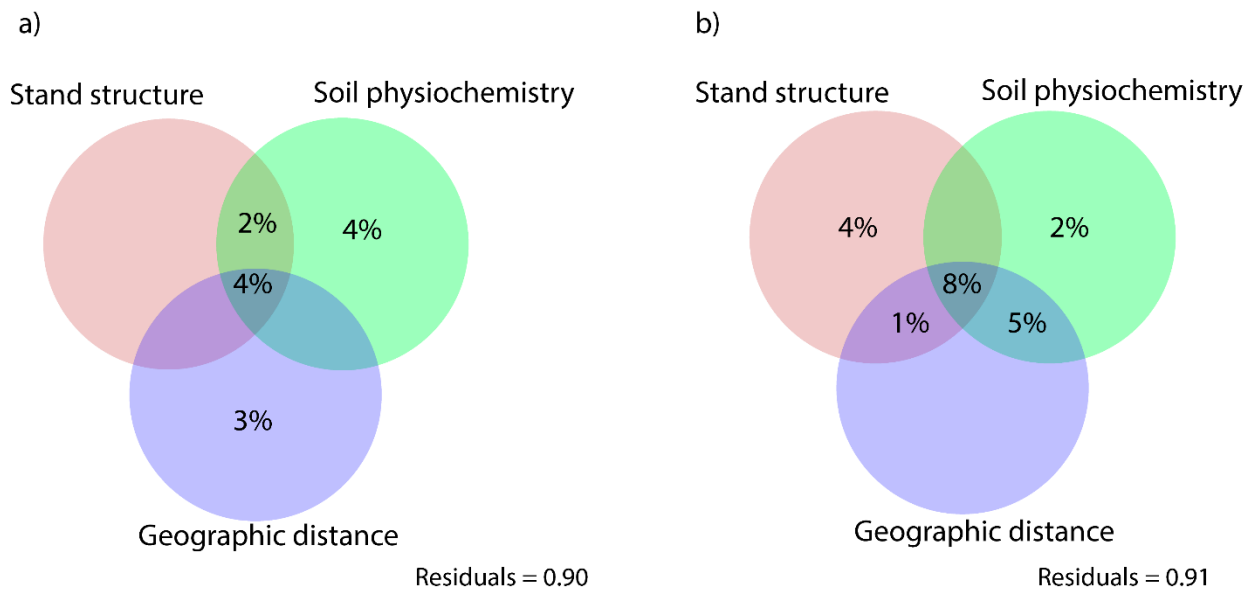 a)
Stand structure
Soil physiochemistry
2%
4%
4%
3%
Geographic distance
Residuals = 0.90
b)
Stand structure
Soil physiochemistry
4%
2%
8%
1%
5%
Geographic distance
Residuals = 0.91